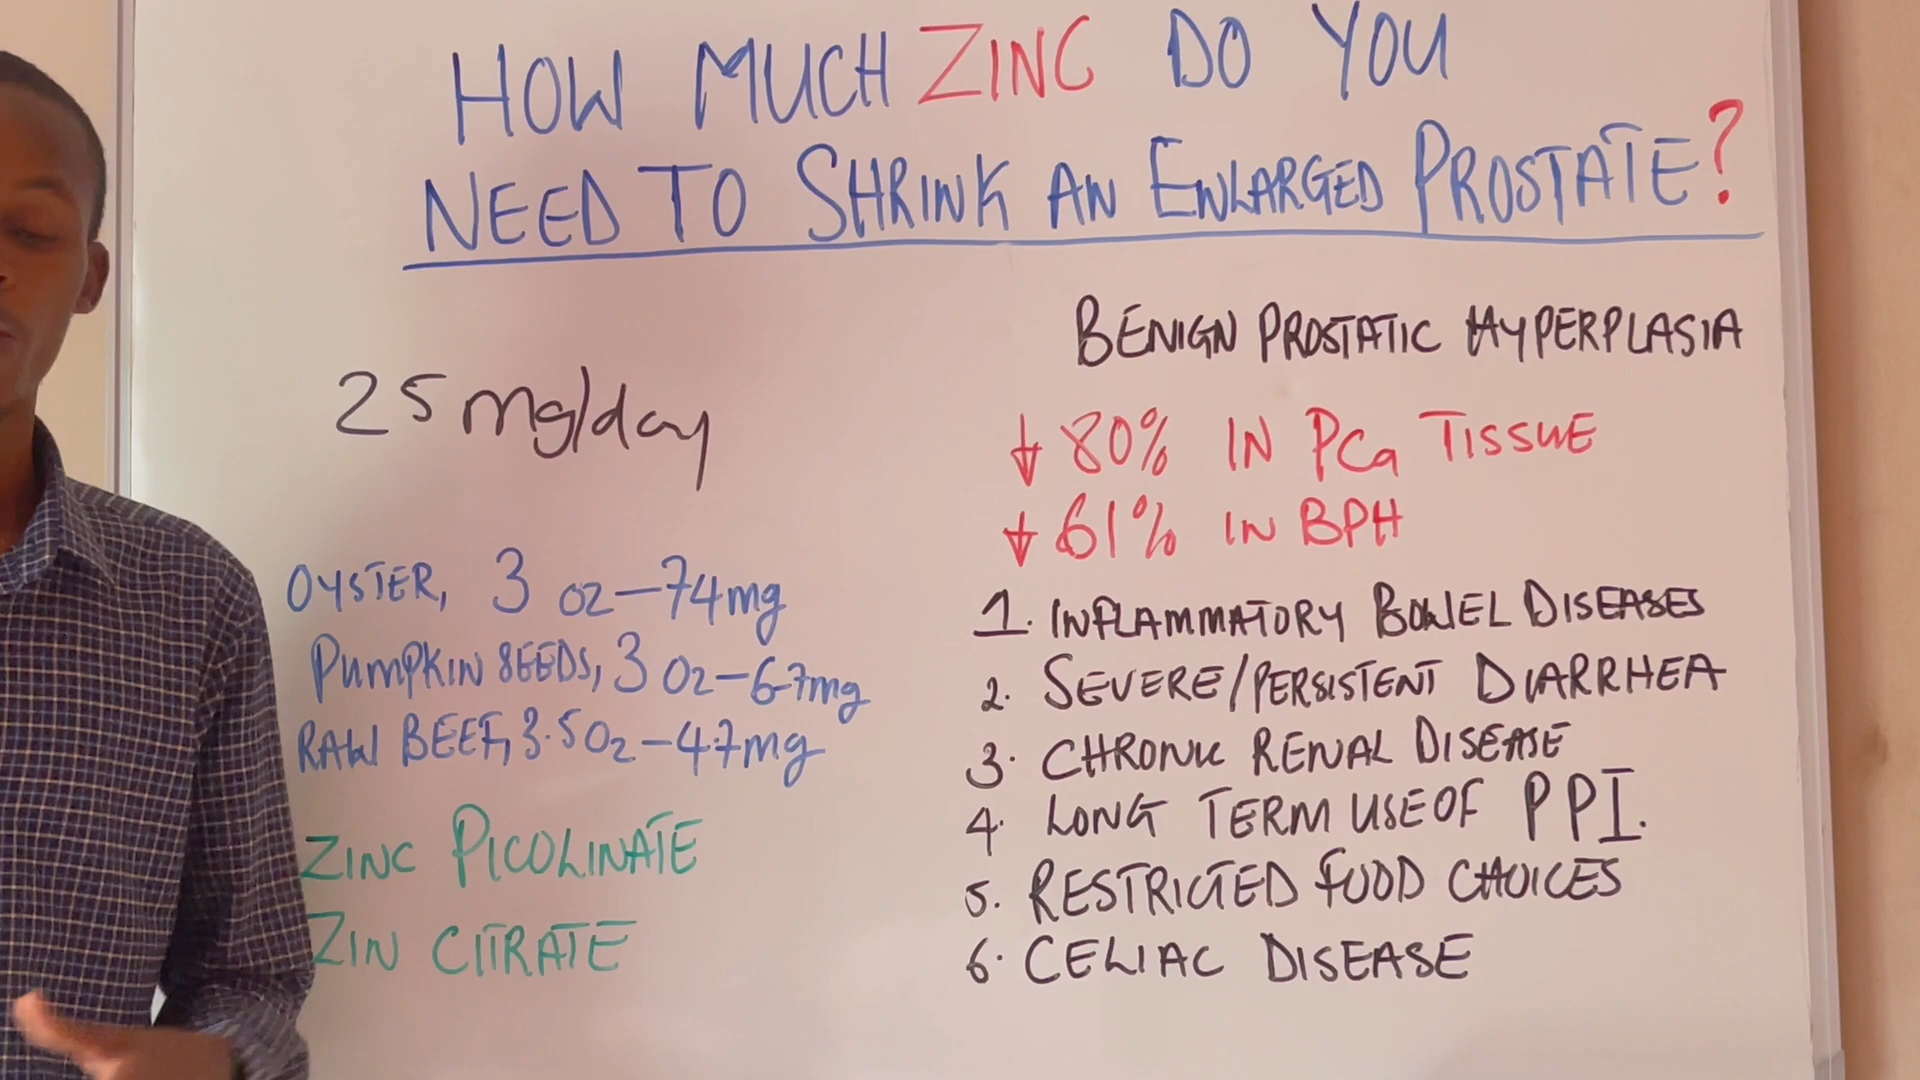 HOW MUCH ZINC DO YOU
NEED TO SHRINK AN ENLARGED PROSTATE?
25mg/day
OYSTER, 3 oz-74mg
PUMPKIN SEEDS, 3 Oz-6.7mg
RAW BEEF, 3.5Oz-4.7mg
ZINC PICOLINATE
ZIN CITRATE
BENIGN PROSTATIC HYPERPLASIA
↓ 80% IN PCa TISSUE
↓ 61% IN BPH
1. INFLAMMATORY BOWEL DISEASES
2. SEVERE/PERSISTENT DIARRHEA
3. CHRONIC RENAL DISEASE
4. LONG TERM USE OF PPI.
5. RESTRICTED FOOD CHOICES
6. CELIAC DISEASE